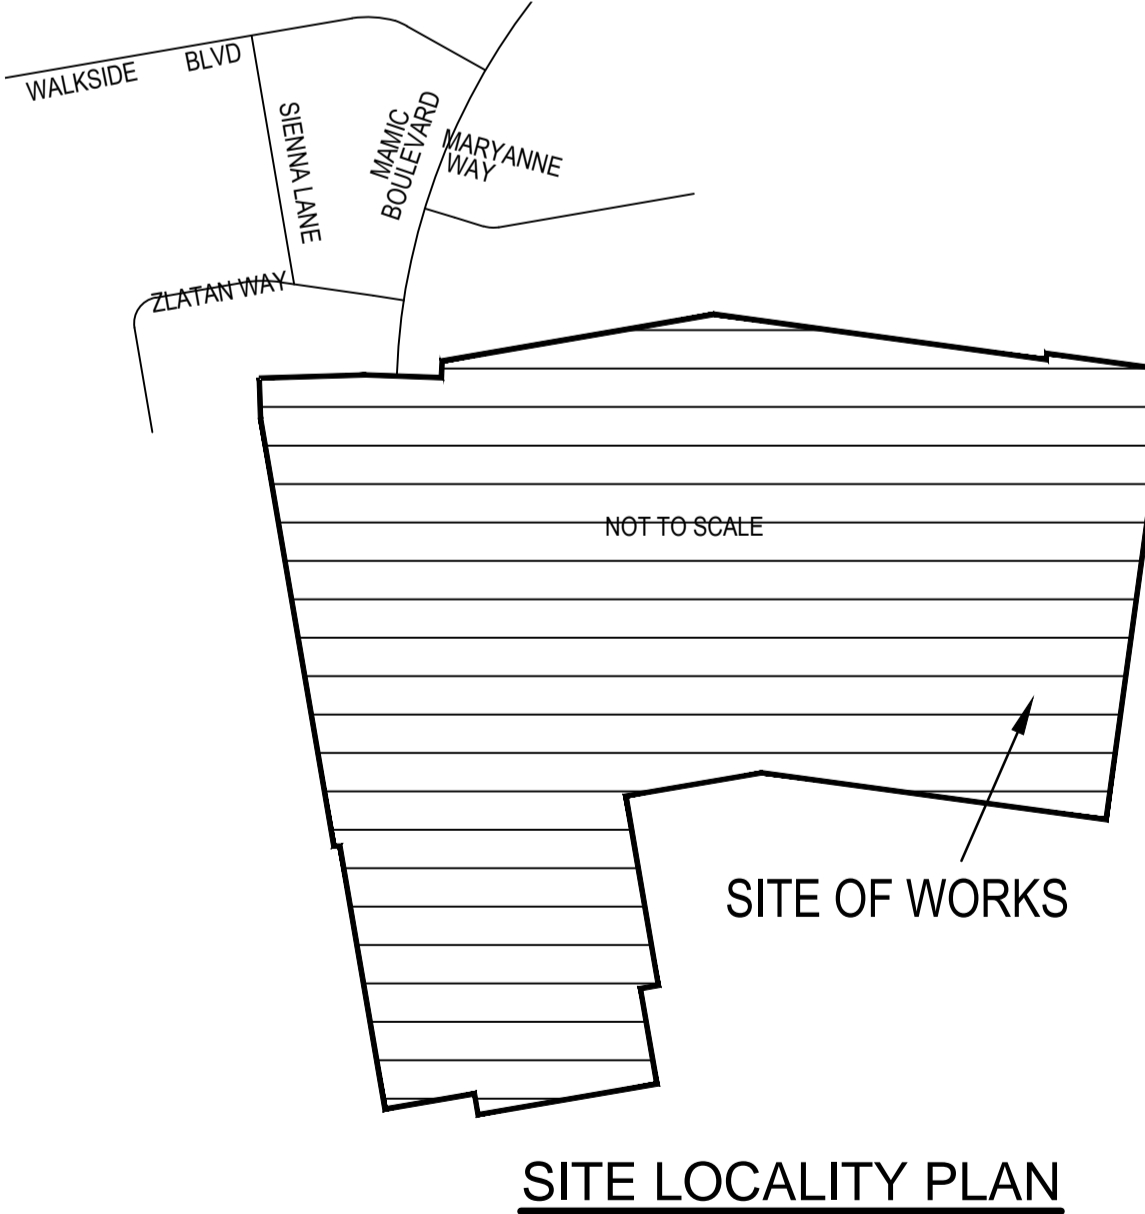 WALKSIDE BLVD
SIENNA LANE
MAMIC
BOULEVARD
MARYANNE
WAY
ZLATAN WAY
NOT TO SCALE
SITE OF WORKS
SITE LOCALITY PLAN